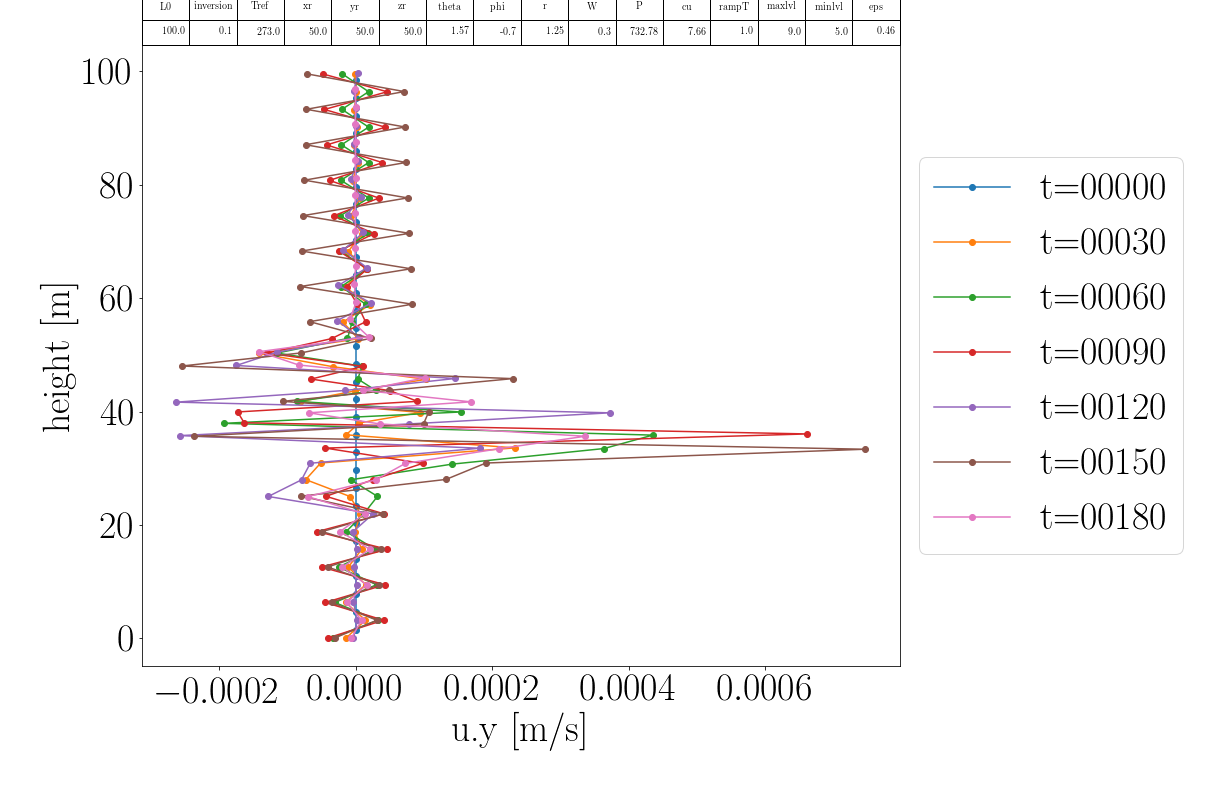 L0 inversion Tref xr yr zr theta phi r W P cu rampT maxlvl minlvl eps
100.0 0.1 273.0 50.0 50.0 50.0 1.57 -0.7 1.25 0.3 732.78 7.66 1.0 9.0 5.0 0.46
100
80
60
40
20
0
height [m]
−0.0002 0.0000 0.0002 0.0004 0.0006
u.y [m/s]
t=00000
t=00030
t=00060
t=00090
t=00120
t=00150
t=00180